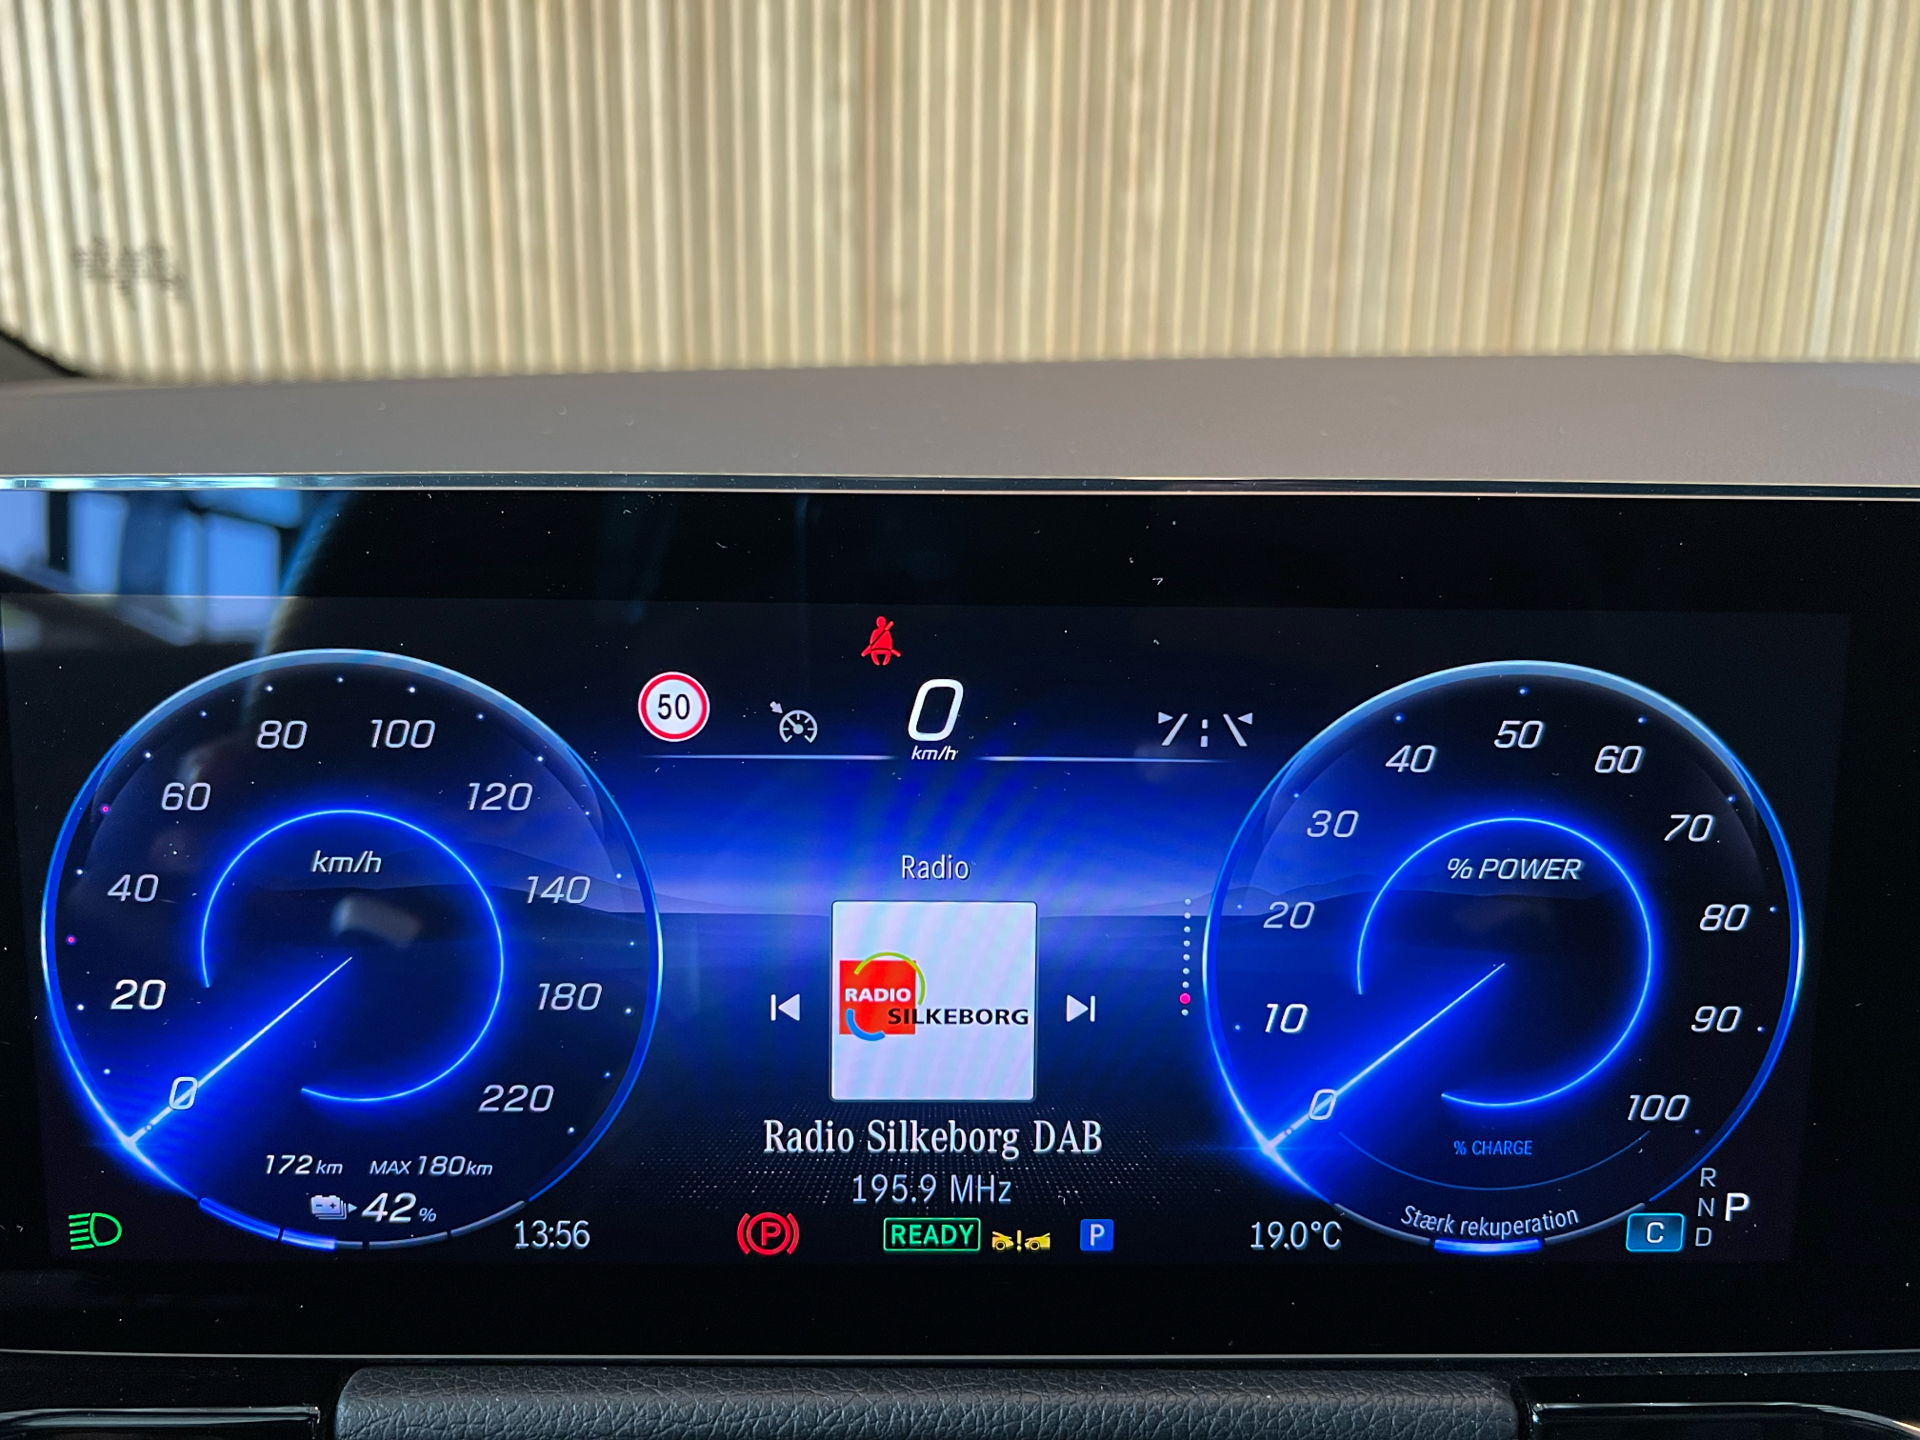 50
0
km/h
80
100
60
120
40
140
20
180
0
220
km/h
172 km
MAX 180 km
42 %
13:56
Radio
RADIO
SILKEBORG
Radio Silkeborg DAB
195.9 MHz
P
READY
P
19.0°C
50
40
60
30
70
20
80
10
90
0
100
% POWER
% CHARGE
Stærk rekuperation
C
R
N
D
P